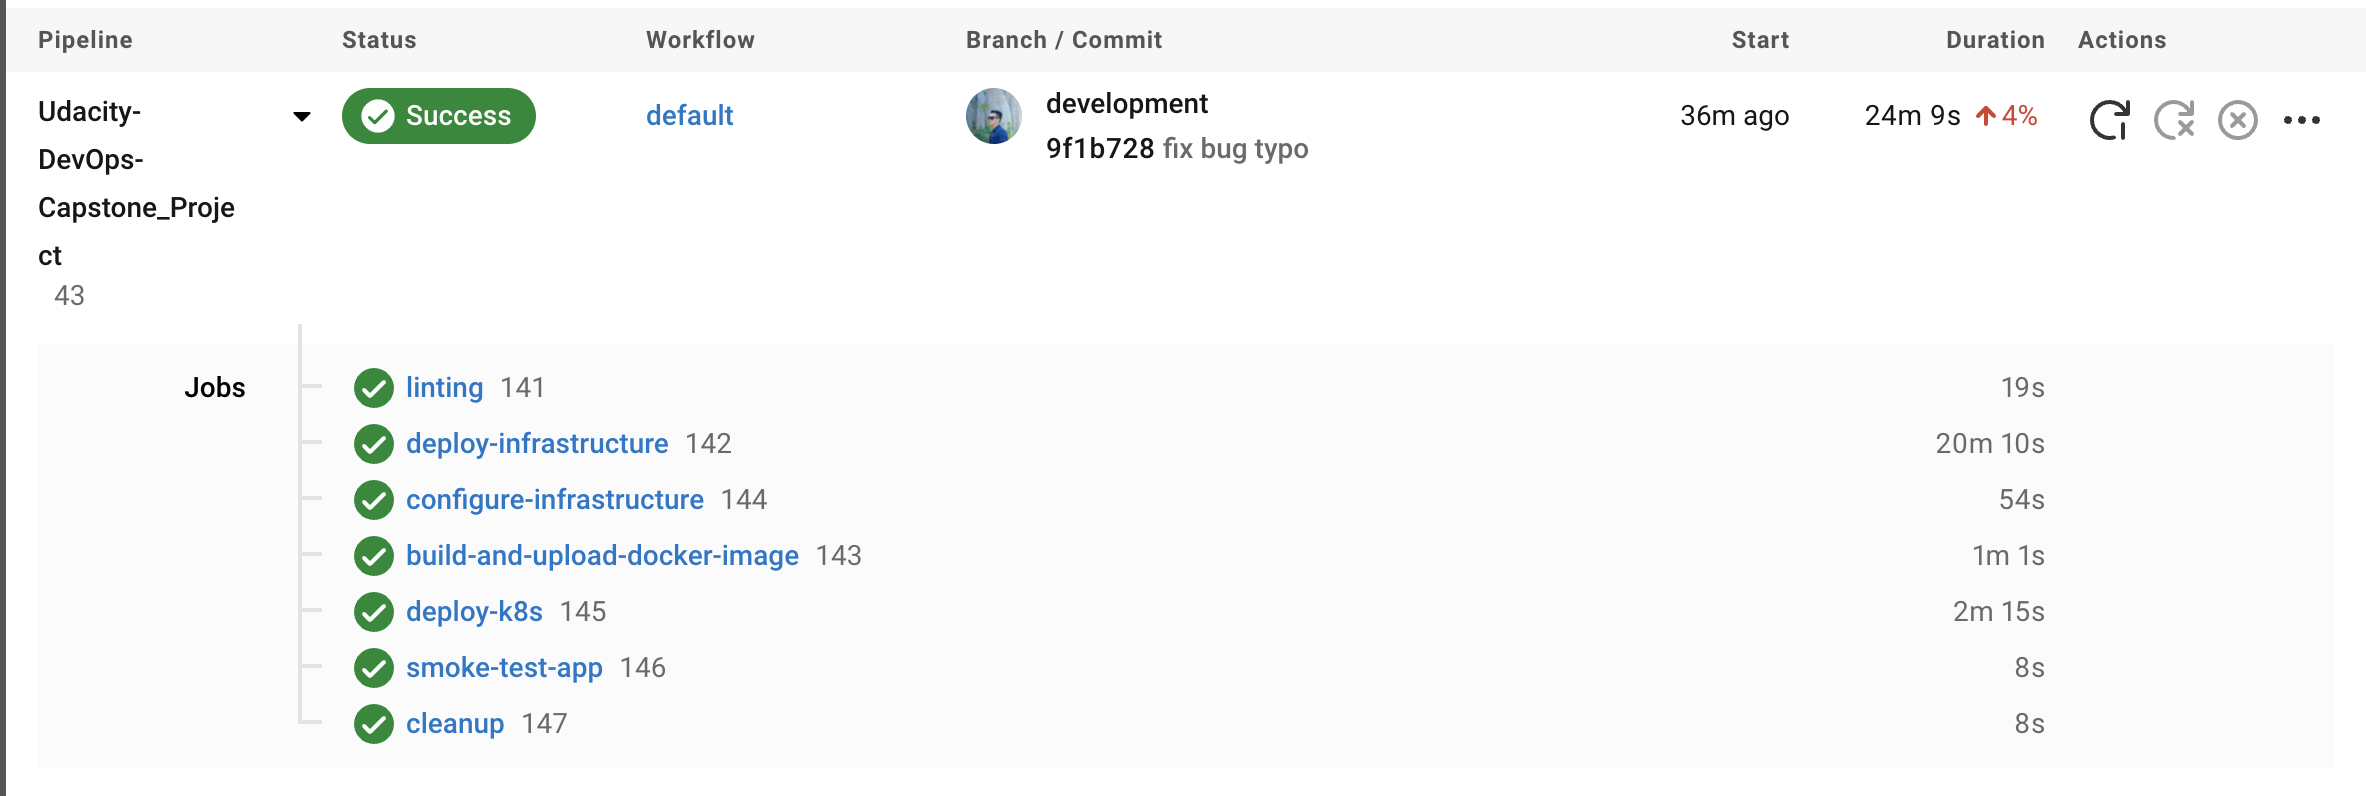 Pipeline Status Workflow Branch / Commit Start Duration Actions
Udacity-
DevOps-
Capstone_Proje
ct
43
Success
default
development
9f1b728 fix bug typo
36m ago
24m 9s 4%
Jobs
linting 141 19s
deploy-infrastructure 142 20m 10s
configure-infrastructure 144 54s
build-and-upload-docker-image 143 1m 1s
deploy-k8s 145 2m 15s
smoke-test-app 146 8s
cleanup 147 8s